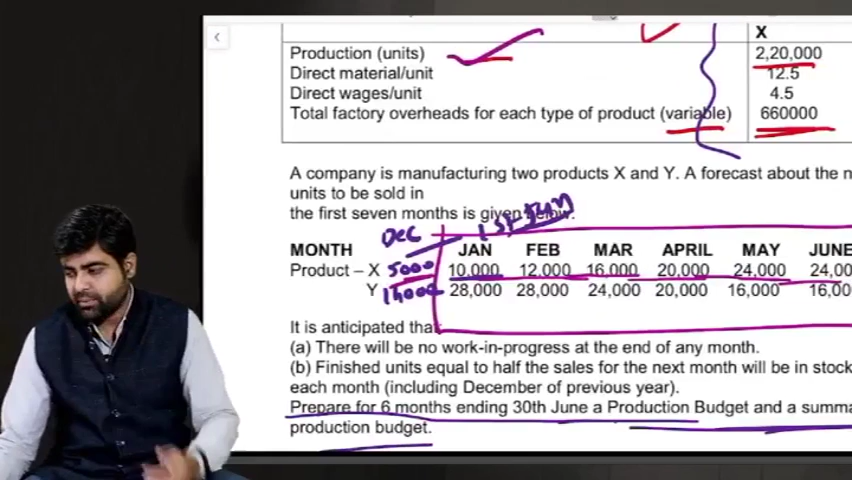 X
Production (units) 2,20,000
Direct material/unit 12.5
Direct wages/unit 4.5
Total factory overheads for each type of product (variable) 660000
A company is manufacturing two products X and Y. A forecast about the n
units to be sold in
the first seven months is given below:
Dec 1st Jan
MONTH JAN FEB MAR APRIL MAY JUNE
Product – X 5000 10,000 12,000 16,000 20,000 24,000 24,00
Y 14000 28,000 28,000 24,000 20,000 16,000 16,00
It is anticipated that
(a) There will be no work-in-progress at the end of any month.
(b) Finished units equal to half the sales for the next month will be in stock
each month (including December of previous year).
Prepare for 6 months ending 30th June a Production Budget and a summa
production budget.